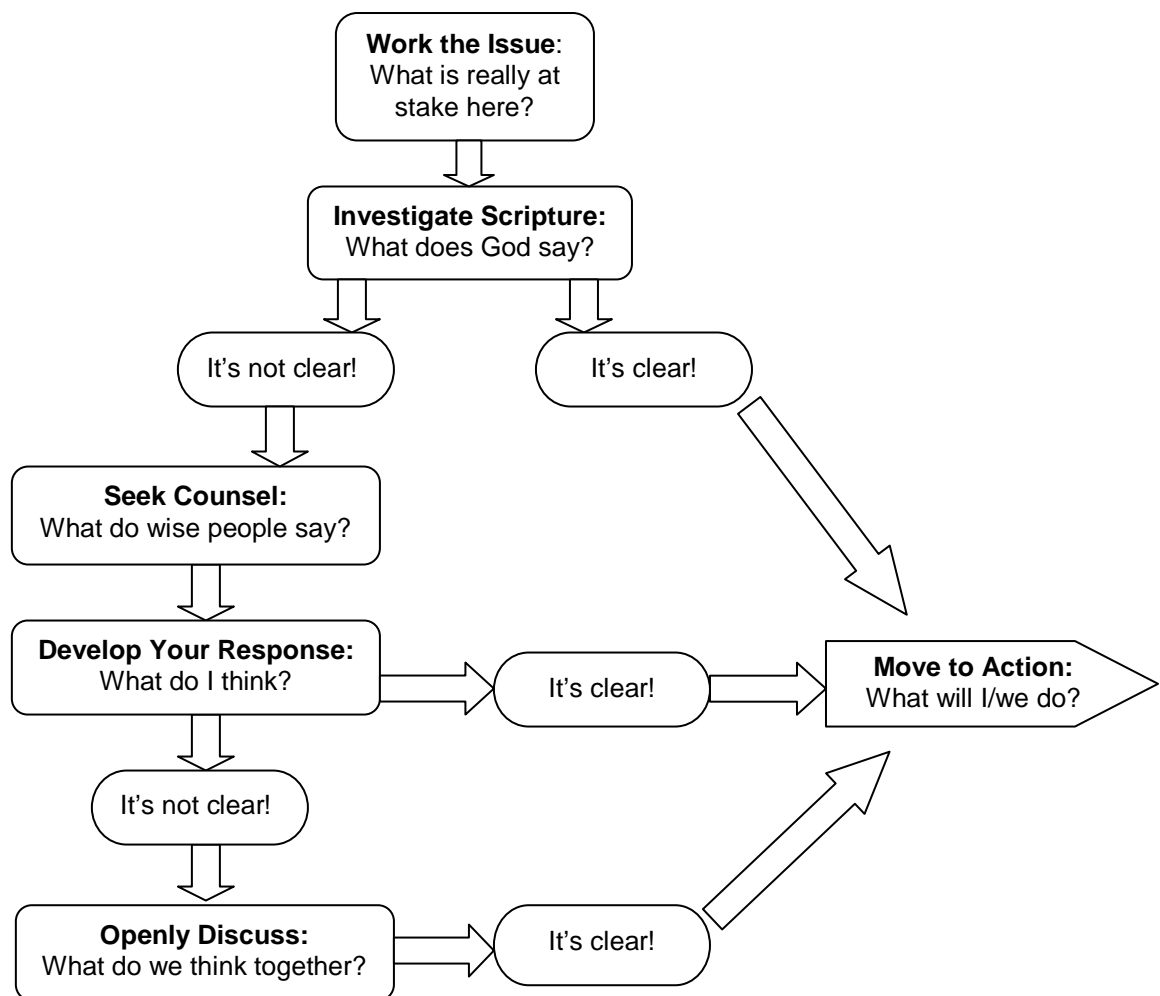 Work the Issue:
What is really at
stake here?
Investigate Scripture:
What does God say?
It’s not clear!
It’s clear!
Seek Counsel:
What do wise people say?
Develop Your Response:
What do I think?
It’s clear!
Move to Action:
What will I/we do?
It’s not clear!
Openly Discuss:
What do we think together?
It’s clear!